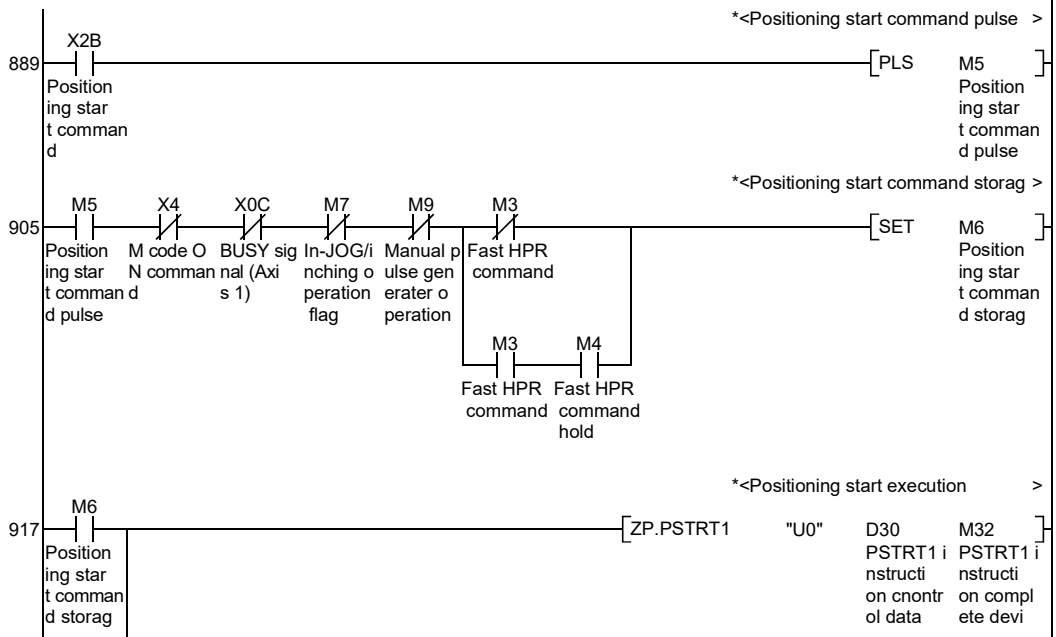 *<Positioning start command pulse >
X2B
889
PLS M5
Position
ing star
t comman
d
Position
ing star
t comman
d pulse
*<Positioning start command storag >
M5 X4 X0C M7 M9 M3
905
SET M6
Position M code O BUSY sig In-JOG/i Manual p Fast HPR
ing star N comman nal (Axi nching o ulse gen command
t comman d s 1) peration erater o
d pulse flag peration
Position
ing star
t comman
d storag
M3 M4
Fast HPR Fast HPR
command command
hold
*<Positioning start execution >
M6
917
ZP.PSTRT1 "U0" D30 M32
Position
ing star
t comman
d storag
PSTRT1 i PSTRT1 i
nstructi nstructi
on cnontr on compl
ol data ete devi